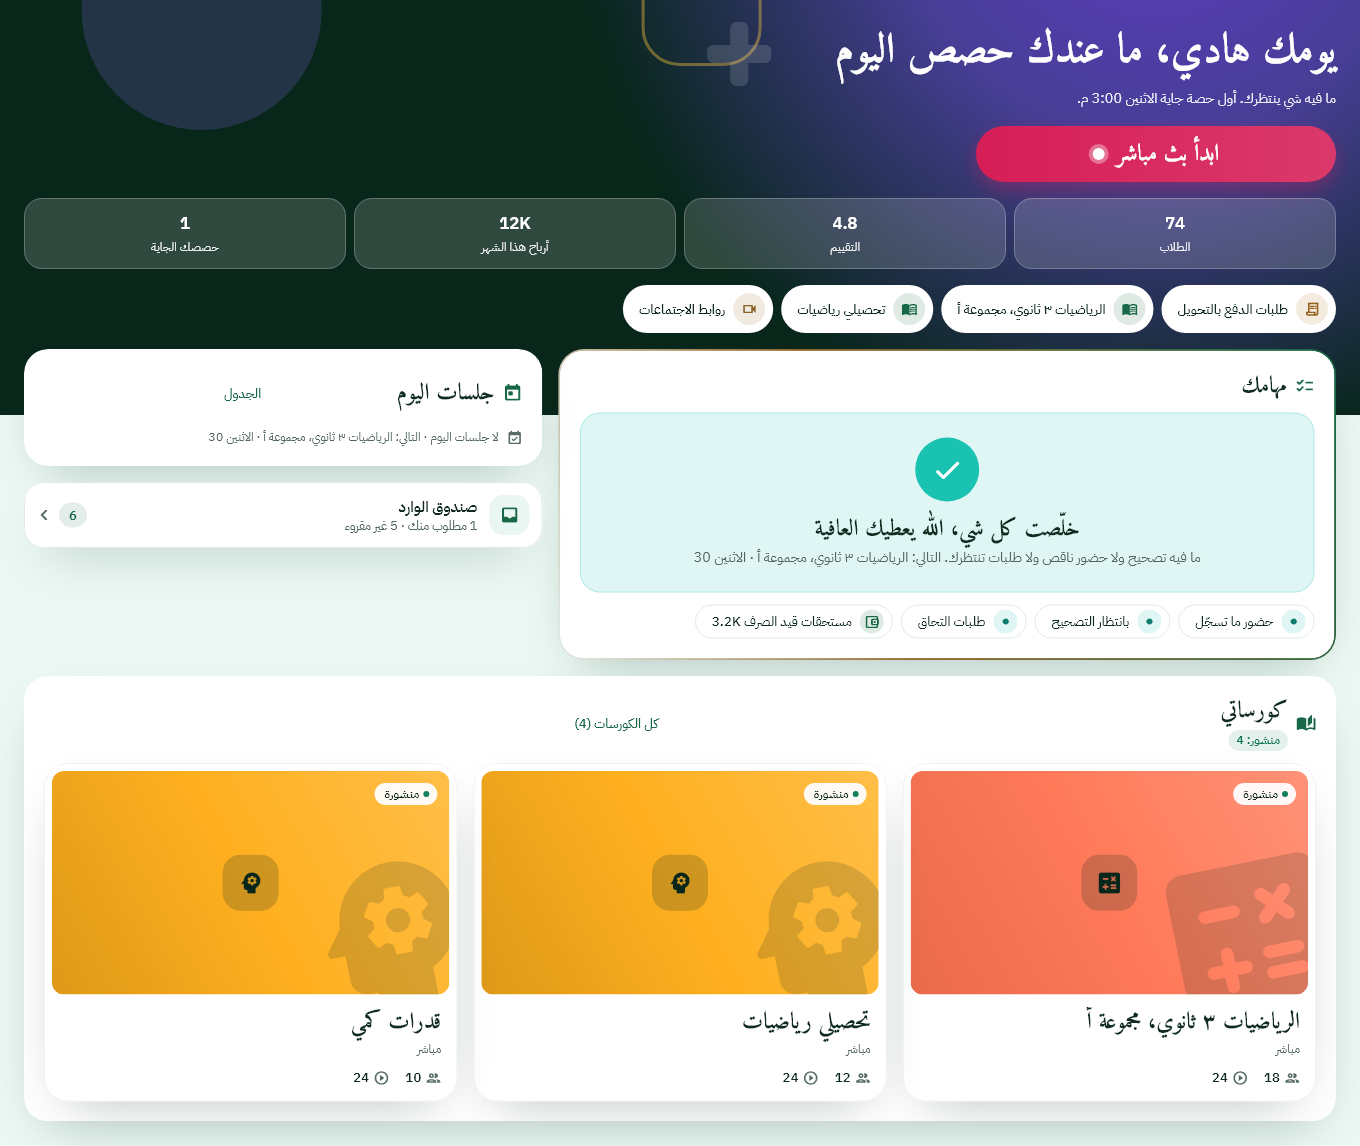 يومك هادي، ما عندك حصص اليوم
ما فيه شي ينتظرك. أول حصة جاية الاثنين 3:00 م.
ابدأ بث مباشر
74
الطلاب
4.8
التقييم
12K
أرباح هذا الشهر
1
حصصك الجاية
طلبات الدفع بالتحويل
الرياضيات ٣ ثانوي، مجموعة أ
تحصيلي رياضيات
روابط الاجتماعات
مهامك
خلّصت كل شي، الله يعطيك العافية
ما فيه تصحيح ولا حضور ناقص ولا طلبات تنتظرك. التالي: الرياضيات ٣ ثانوي، مجموعة أ · الاثنين 30
حضور ما تسجّل
بانتظار التصحيح
طلبات التحاق
مستحقات قيد الصرف 3.2K
جلسات اليوم
الجدول
لا جلسات اليوم · التالي: الرياضيات ٣ ثانوي، مجموعة أ · الاثنين 30
صندوق الوارد
1 مطلوب منك · 5 غير مقروء
6
كورساتي
منشور: 4
كل الكورسات (4)
منشورة
الرياضيات ٣ ثانوي، مجموعة أ
مباشر
18 24
منشورة
تحصيلي رياضيات
مباشر
12 24
منشورة
قدرات كمي
مباشر
10 24